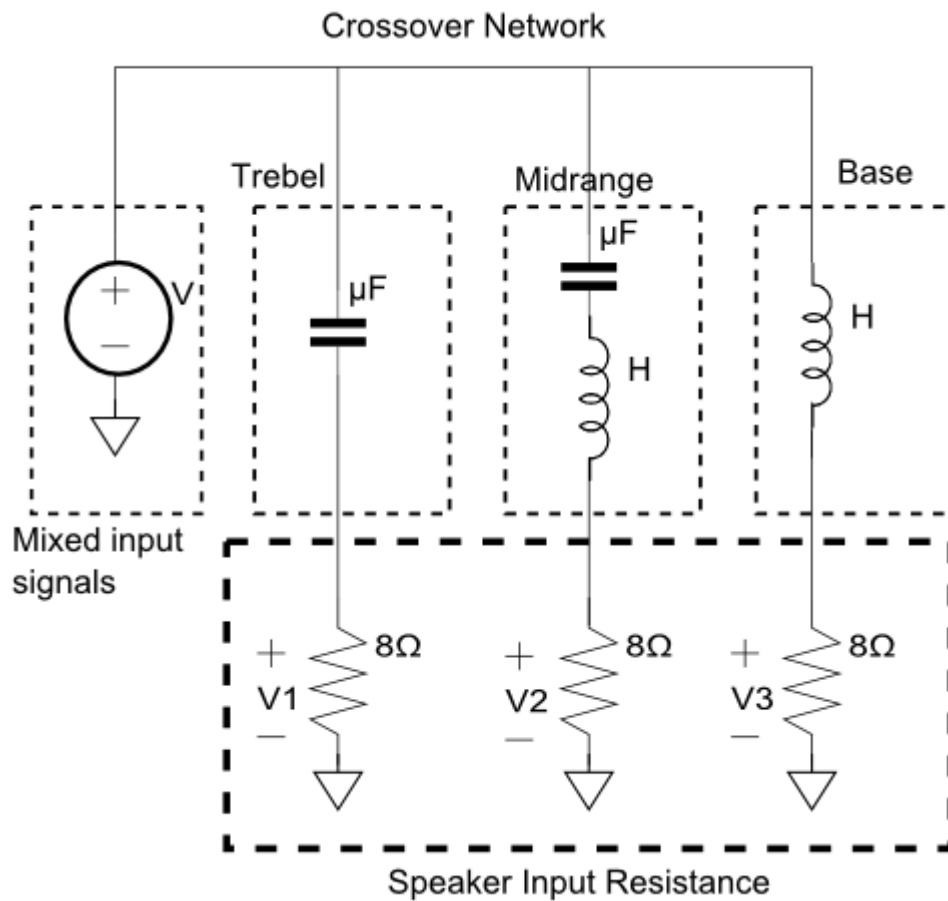 Crossover Network
Trebel
Midrange
Base
µF
µF
H
H
+
V
−
Mixed input
signals
+
8Ω
V1
−
+
8Ω
V2
−
+
8Ω
V3
−
Speaker Input Resistance